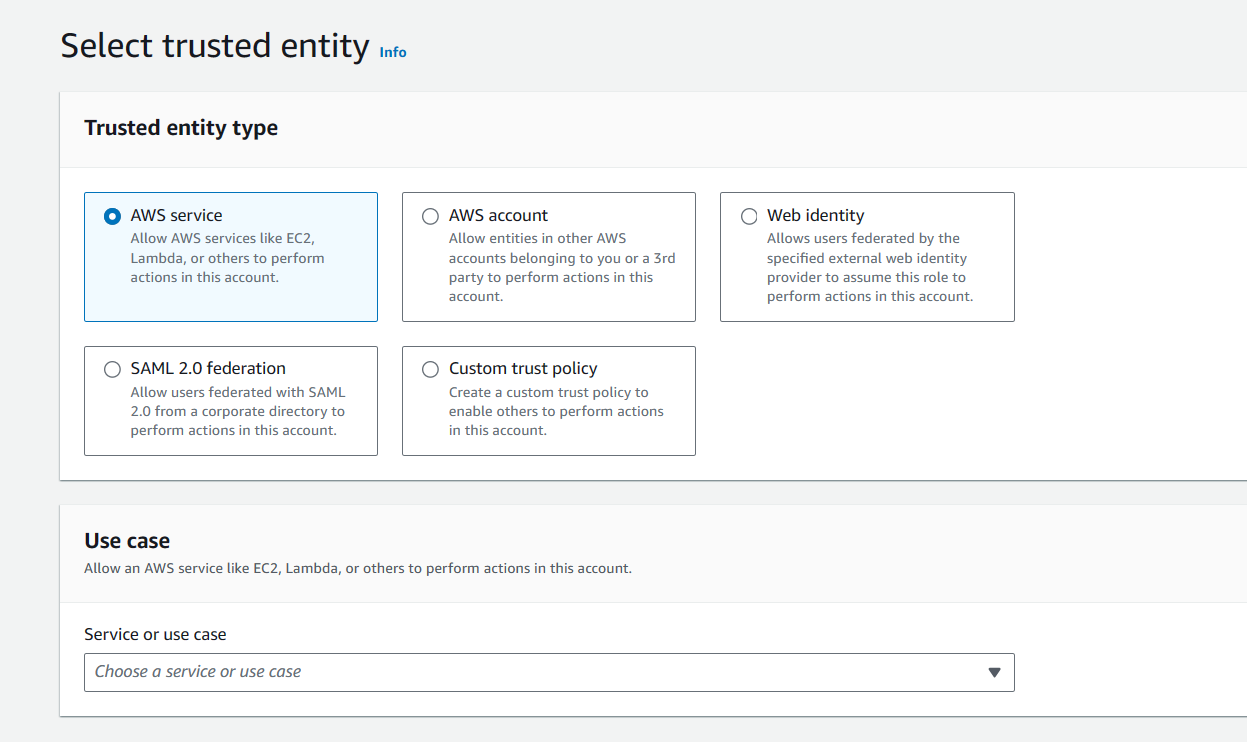 Select trusted entity Info
Trusted entity type
AWS service
Allow AWS services like EC2,
Lambda, or others to perform
actions in this account.
AWS account
Allow entities in other AWS
accounts belonging to you or a 3rd
party to perform actions in this
account.
Web identity
Allows users federated by the
specified external web identity
provider to assume this role to
perform actions in this account.
SAML 2.0 federation
Allow users federated with SAML
2.0 from a corporate directory to
perform actions in this account.
Custom trust policy
Create a custom trust policy to
enable others to perform actions
in this account.
Use case
Allow an AWS service like EC2, Lambda, or others to perform actions in this account.
Service or use case
Choose a service or use case